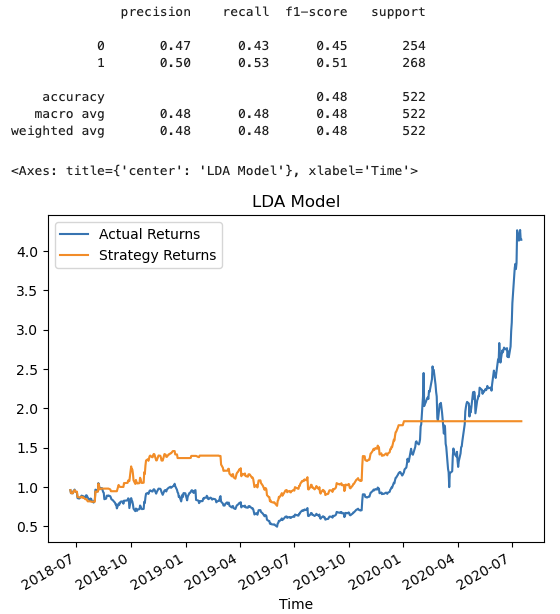 precision recall f1-score support
0 0.47 0.43 0.45 254
1 0.50 0.53 0.51 268
accuracy 0.48 522
macro avg 0.48 0.48 0.48 522
weighted avg 0.48 0.48 0.48 522
<Axes: title={'center': 'LDA Model'}, xlabel='Time'>
LDA Model
Actual Returns
Strategy Returns
4.0
3.5
3.0
2.5
2.0
1.5
1.0
0.5
2018-07
2018-10
2019-01
2019-04
2019-07
2019-10
2020-01
2020-04
2020-07
Time